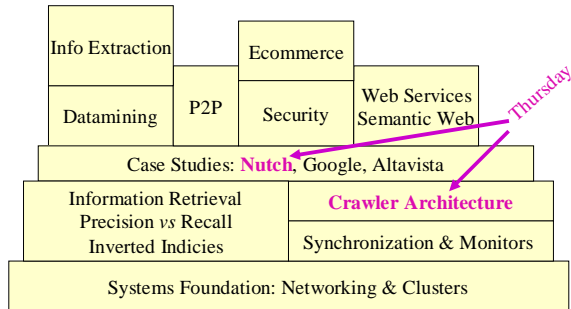 Info Extraction
Ecommerce
Datamining
P2P
Security
Web Services
Semantic Web
Thursday
Case Studies: Nutch, Google, Altavista
Information Retrieval
Precision vs Recall
Inverted Indicies
Crawler Architecture
Synchronization & Monitors
Systems Foundation: Networking & Clusters